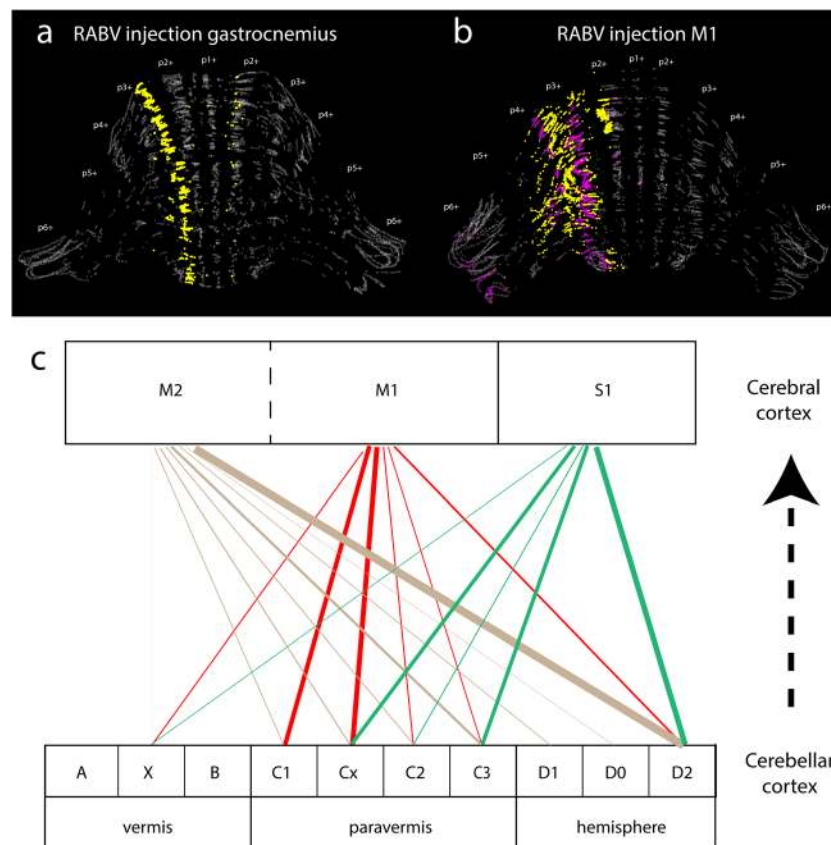 a RABV injection gastrocnemius
p1+
p2+ p2+
p3+ p3+
p4+ p4+
p5+ p5+
p6+ p6+
b RABV injection M1
p1+
p2+ p2+
p3+ p3+
p4+ p4+
p5+ p5+
p6+ p6+
c
M2 M1 S1
Cerebral
cortex
A X B C1 Cx C2 C3 D1 D0 D2
vermis paravermis hemisphere
Cerebellar
cortex